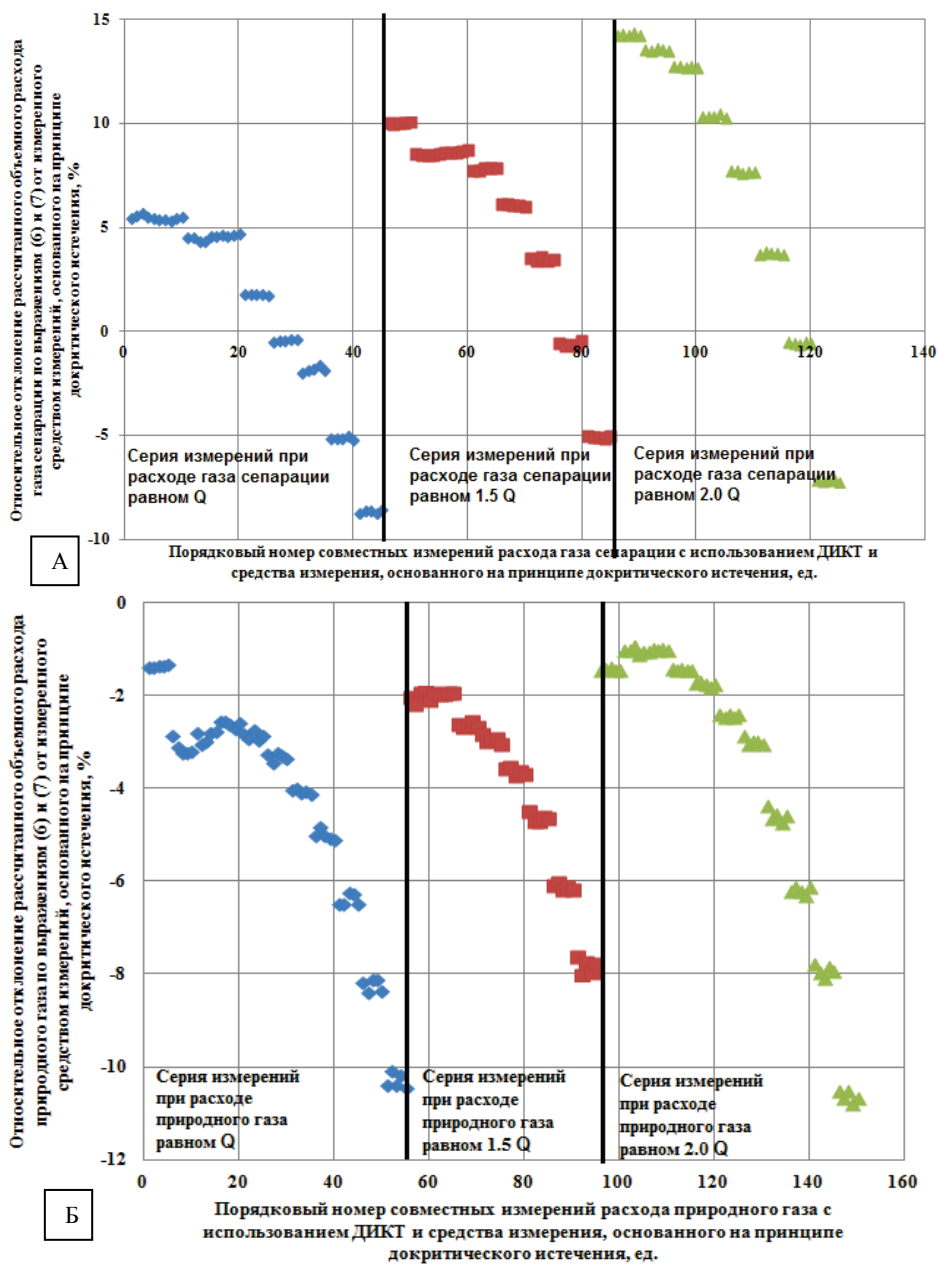 Относительное отклонение рассчитанного объемного расхода
газа сепарации по выражениям (6) и (7) от измеренного
средством измерений, основанного на принципе
докритического истечения, %
15
10
5
0
-5
-10
0
20
40
60
80
100
120
140
Серия измерений при
расходе газа сепарации
равном Q
Серия измерений при
расходе газа сепарации
равном 1.5 Q
Серия измерений при
расходе газа сепарации
равном 2.0 Q
А
Порядковый номер совместных измерений расхода газа сепарации с использованием ДИКТ и
средства измерения, основанного на принципе докритического истечения, ед.
Относительное отклонение рассчитанного объемного расхода
природного газа по выражениям (6) и (7) от измеренного
средством измерений, основанного на принципе
докритического истечения, %
0
-2
-4
-6
-8
-10
-12
Серия измерений
при расходе
природного газа
равном Q
Серия измерений
при расходе
природного газа
равном 1.5 Q
Серия измерений
при расходе
природного газа
равном 2.0 Q
0
20
40
60
80
100
120
140
160
Б
Порядковый номер совместных измерений расхода природного газа с
использованием ДИКТ и средства измерения, основанного на принципе
докритического истечения, ед.